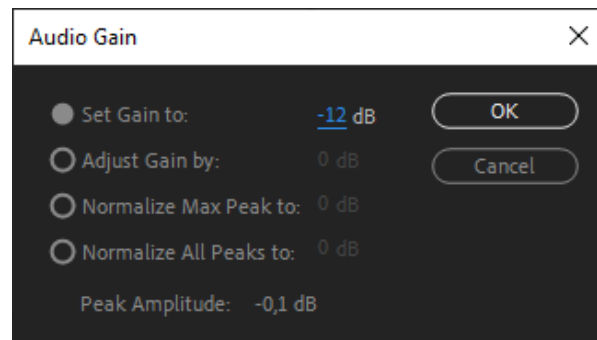 Audio Gain
Set Gain to: -12 dB OK
Adjust Gain by: 0 dB Cancel
Normalize Max Peak to: 0 dB
Normalize All Peaks to: 0 dB
Peak Amplitude: -0,1 dB